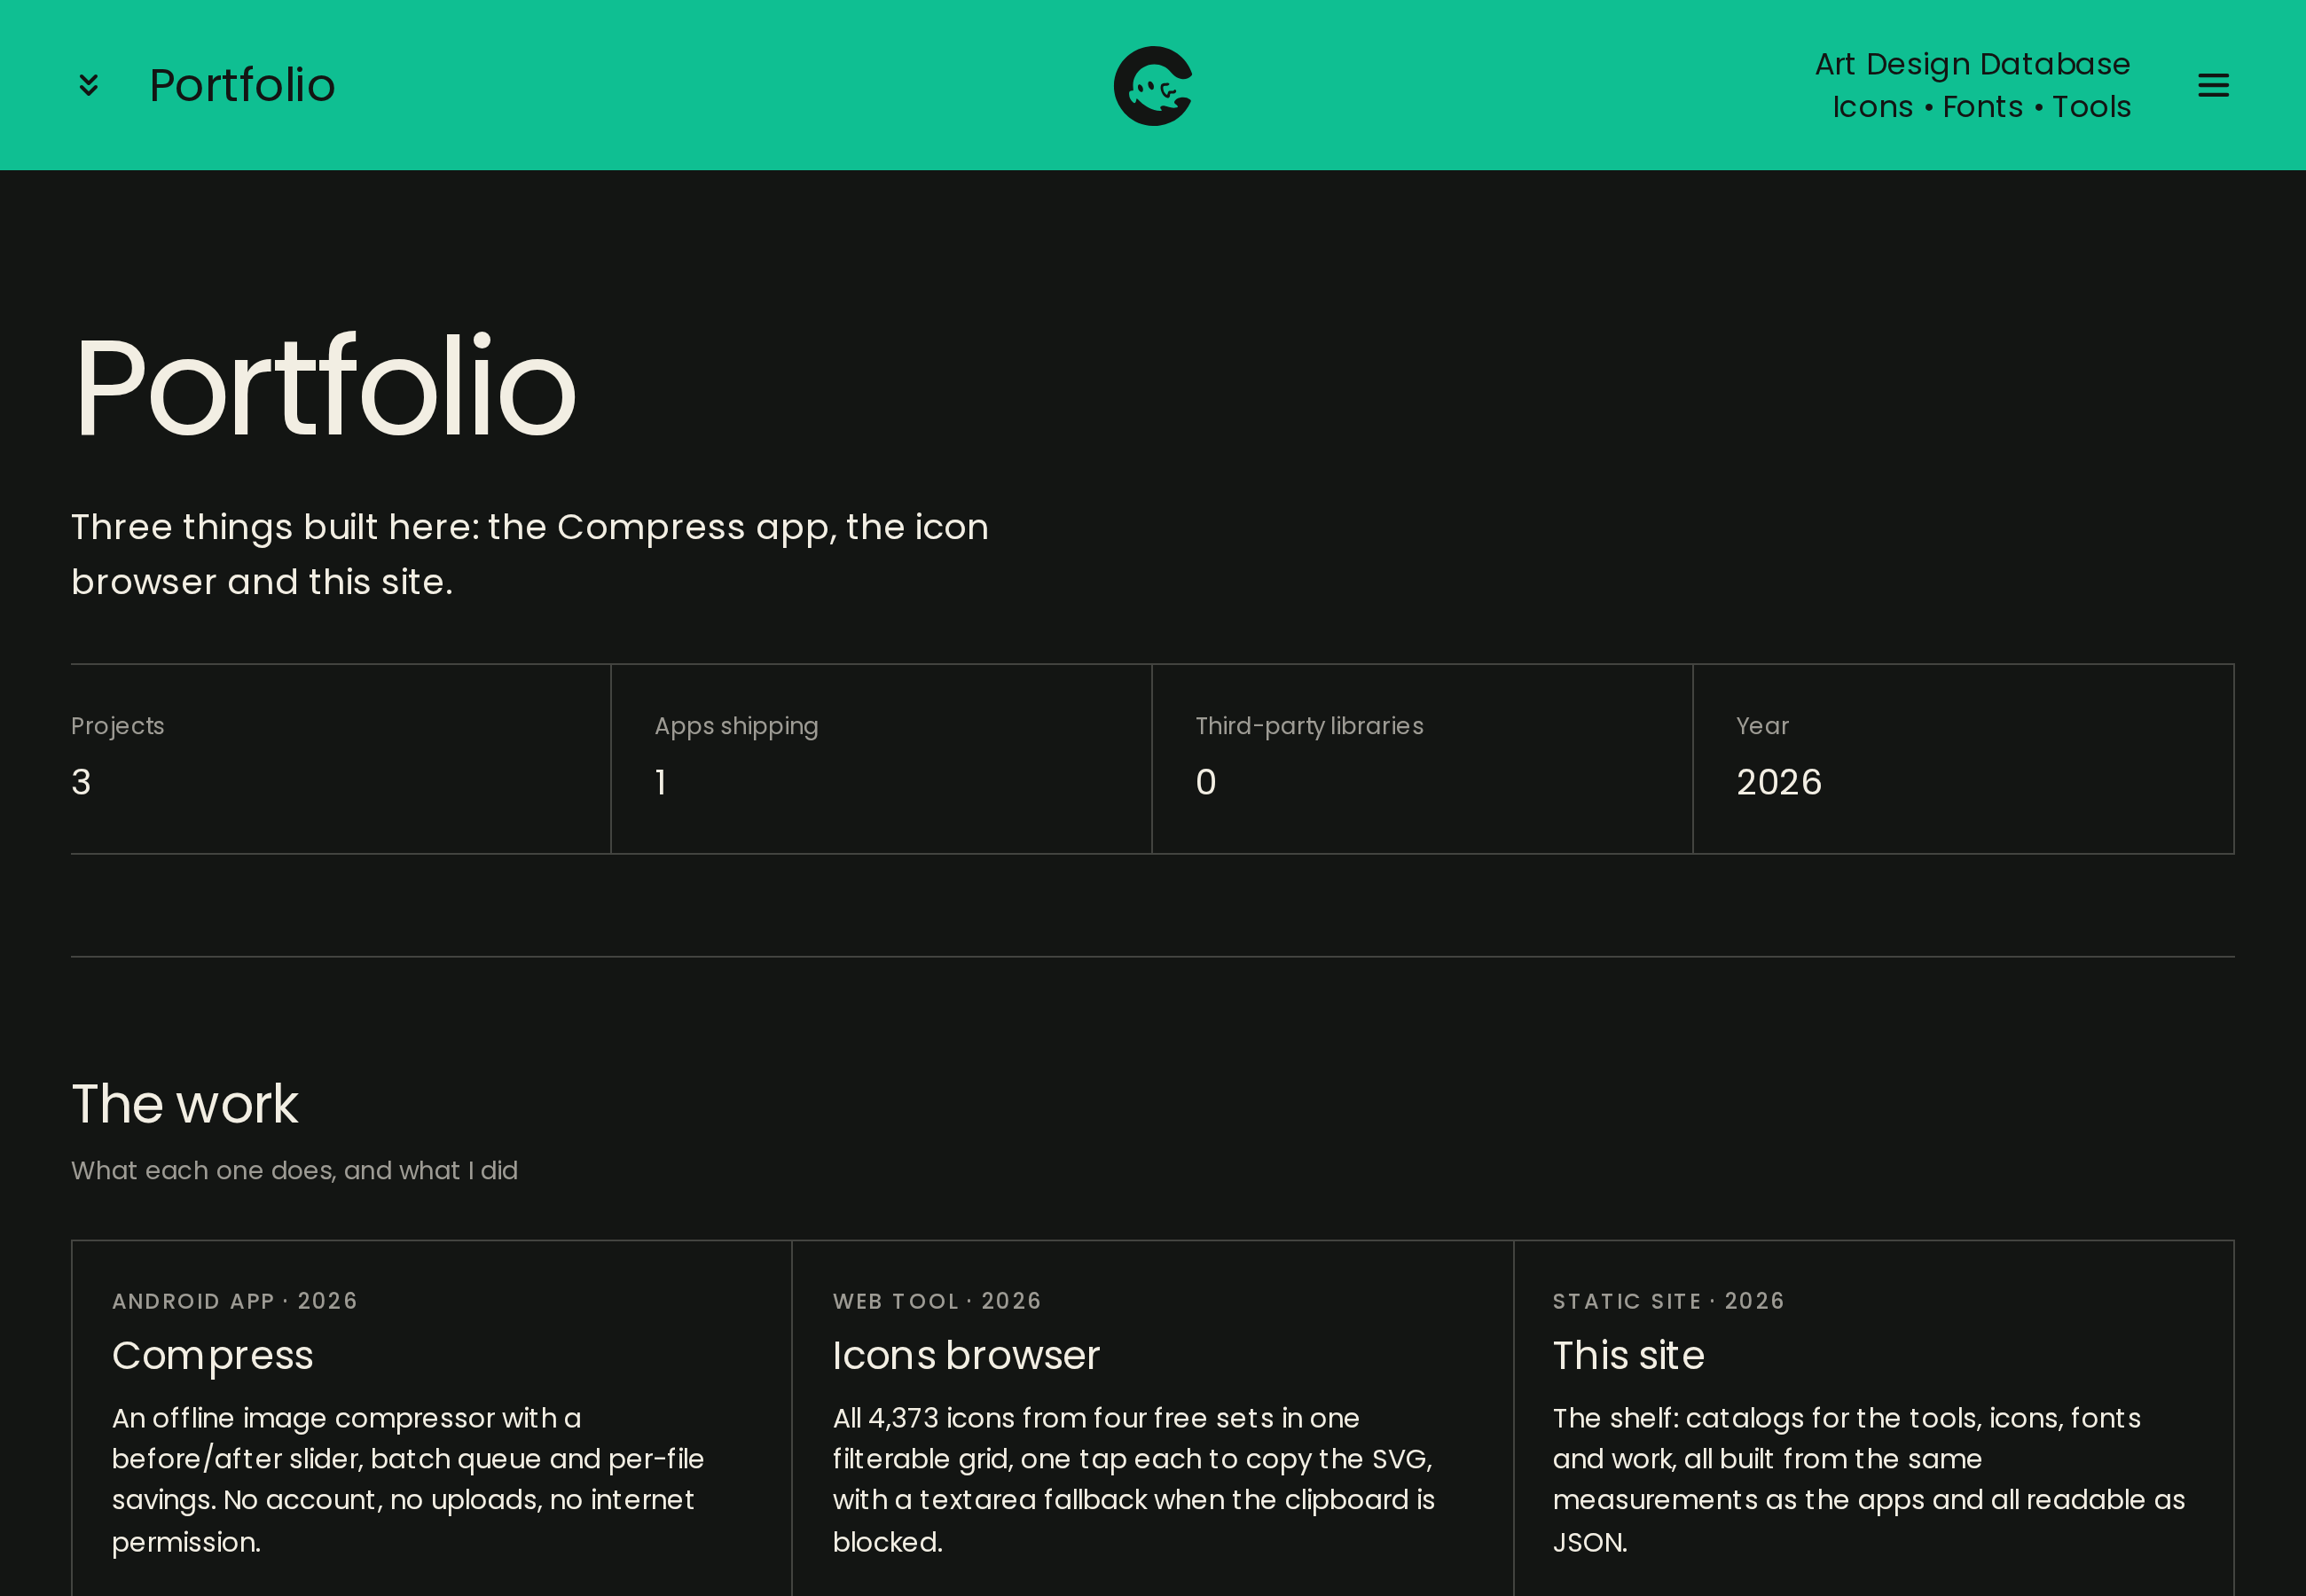 Portfolio
Art Design Database
Icons • Fonts • Tools
Portfolio
Three things built here: the Compress app, the icon
browser and this site.
Projects
3
Apps shipping
1
Third-party libraries
0
Year
2026
The work
What each one does, and what I did
ANDROID APP · 2026
Compress
An offline image compressor with a
before/after slider, batch queue and per-file
savings. No account, no uploads, no internet
permission.
WEB TOOL · 2026
Icons browser
All 4,373 icons from four free sets in one
filterable grid, one tap each to copy the SVG,
with a textarea fallback when the clipboard is
blocked.
STATIC SITE · 2026
This site
The shelf: catalogs for the tools, icons, fonts
and work, all built from the same
measurements as the apps and all readable as
JSON.